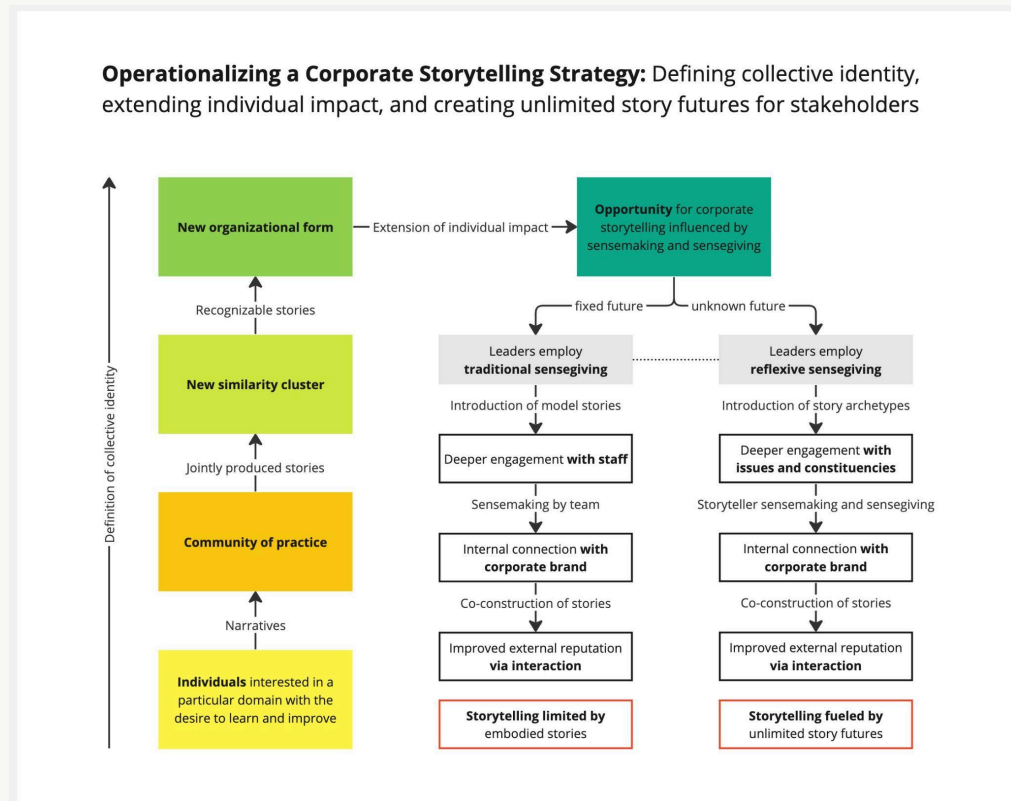 Operationalizing a Corporate Storytelling Strategy: Defining collective identity,
extending individual impact, and creating unlimited story futures for stakeholders
Definition of collective identity
New organizational form
Recognizable stories
New similarity cluster
Jointly produced stories
Community of practice
Narratives
Individuals interested in a
particular domain with the
desire to learn and improve
Extension of individual impact
Opportunity for corporate
storytelling influenced by
sensemaking and sensegiving
fixed future
unknown future
Leaders employ
traditional sensegiving
Introduction of model stories
Deeper engagement with staff
Sensemaking by team
Internal connection with
corporate brand
Co-construction of stories
Improved external reputation
via interaction
Storytelling limited by
embodied stories
Leaders employ
reflexive sensegiving
Introduction of story archetypes
Deeper engagement with
issues and constituencies
Storyteller sensemaking and sensegiving
Internal connection with
corporate brand
Co-construction of stories
Improved external reputation
via interaction
Storytelling fueled by
unlimited story futures